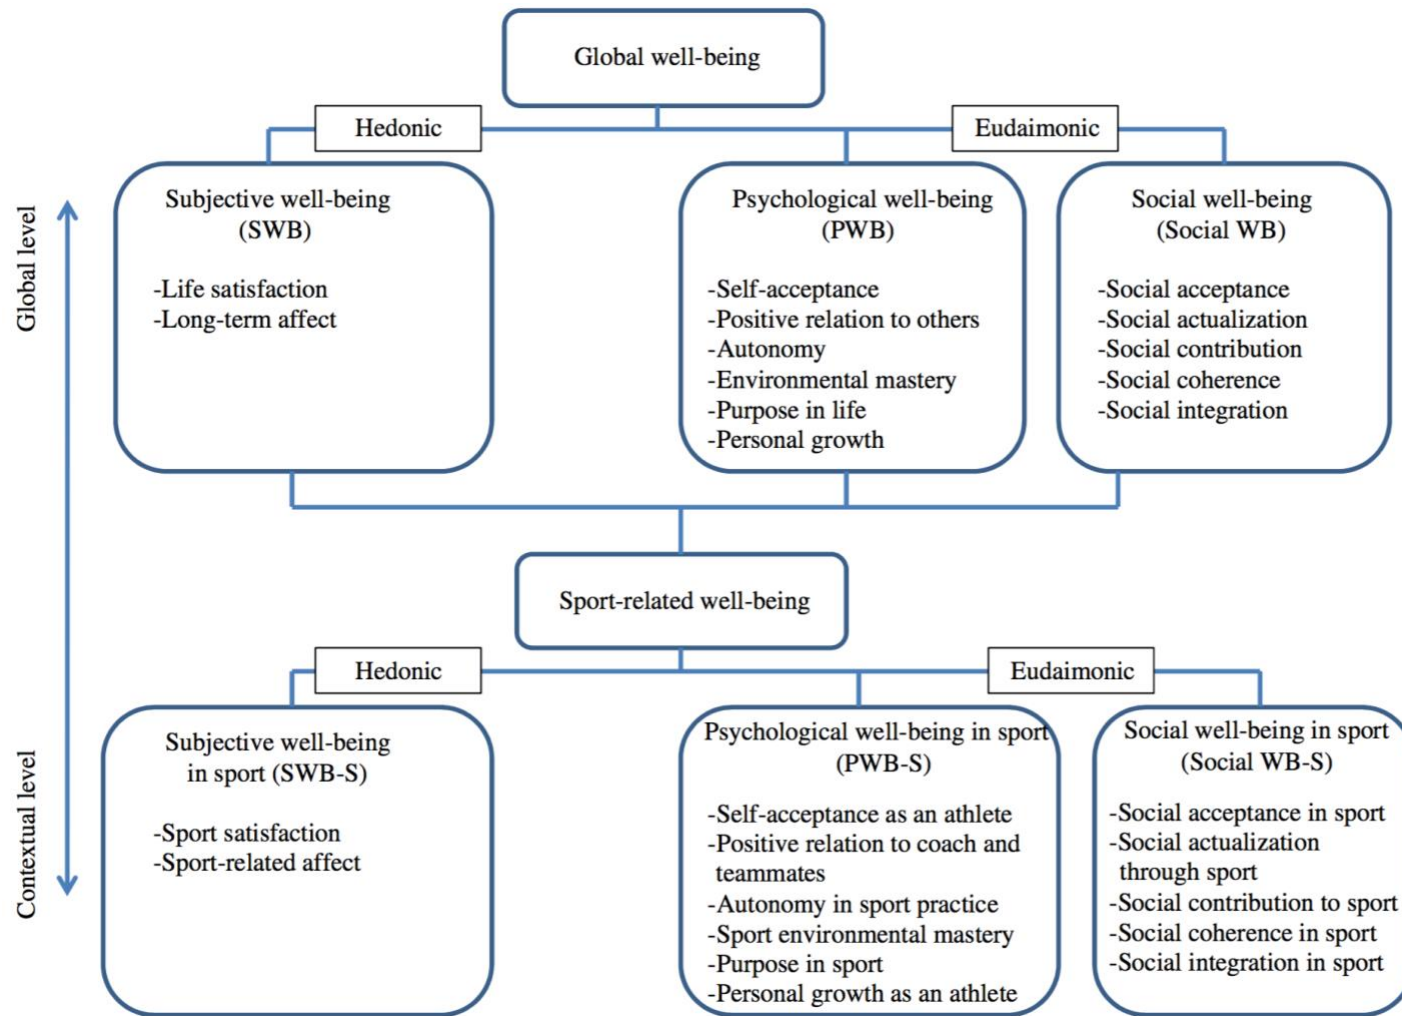 Global well-being
Hedonic
Eudaimonic
Global level
Subjective well-being
(SWB)
-Life satisfaction
-Long-term affect
Psychological well-being
(PWB)
-Self-acceptance
-Positive relation to others
-Autonomy
-Environmental mastery
-Purpose in life
-Personal growth
Social well-being
(Social WB)
-Social acceptance
-Social actualization
-Social contribution
-Social coherence
-Social integration
Sport-related well-being
Hedonic
Eudaimonic
Contextual level
Subjective well-being
in sport (SWB-S)
-Sport satisfaction
-Sport-related affect
Psychological well-being in sport
(PWB-S)
-Self-acceptance as an athlete
-Positive relation to coach and
teammates
-Autonomy in sport practice
-Sport environmental mastery
-Purpose in sport
-Personal growth as an athlete
Social well-being in sport
(Social WB-S)
-Social acceptance in sport
-Social actualization
through sport
-Social contribution to sport
-Social coherence in sport
-Social integration in sport